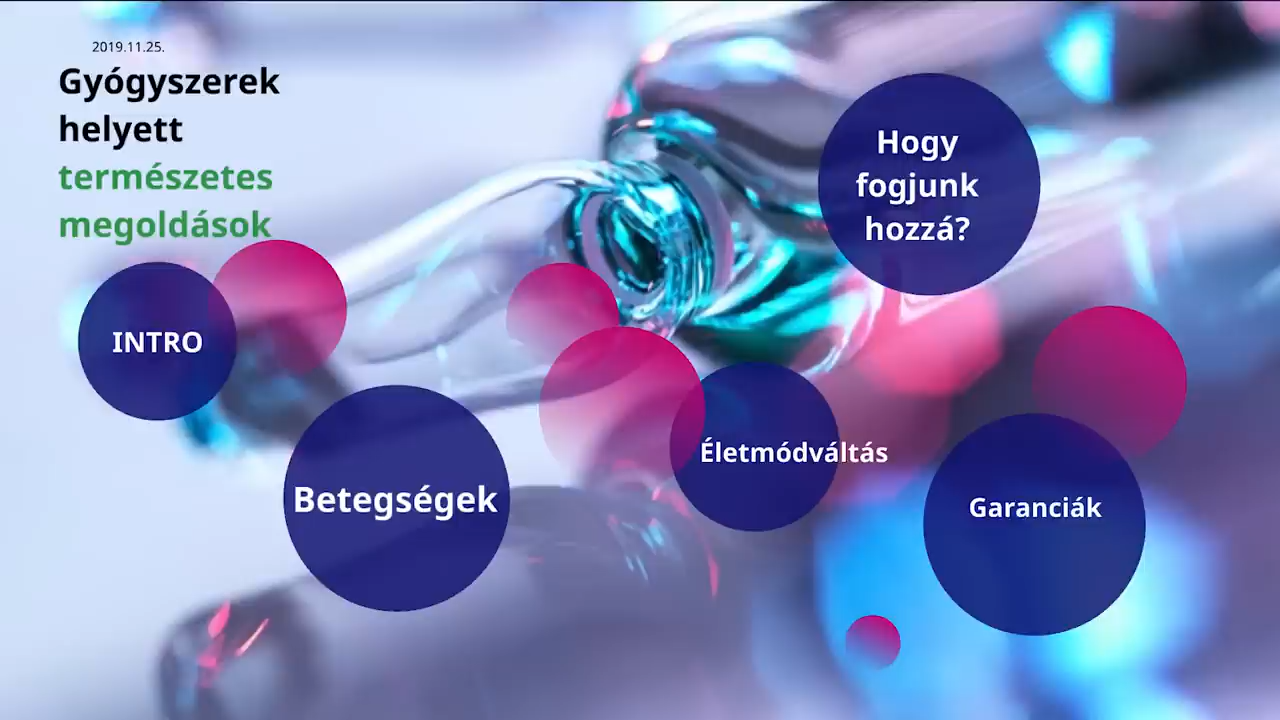 2019.11.25.
Gyógyszerek
helyett
természetes
megoldások
Hogy
fogjunk
hozzá?
INTRO
Betegségek
Életmódváltás
Garanciák